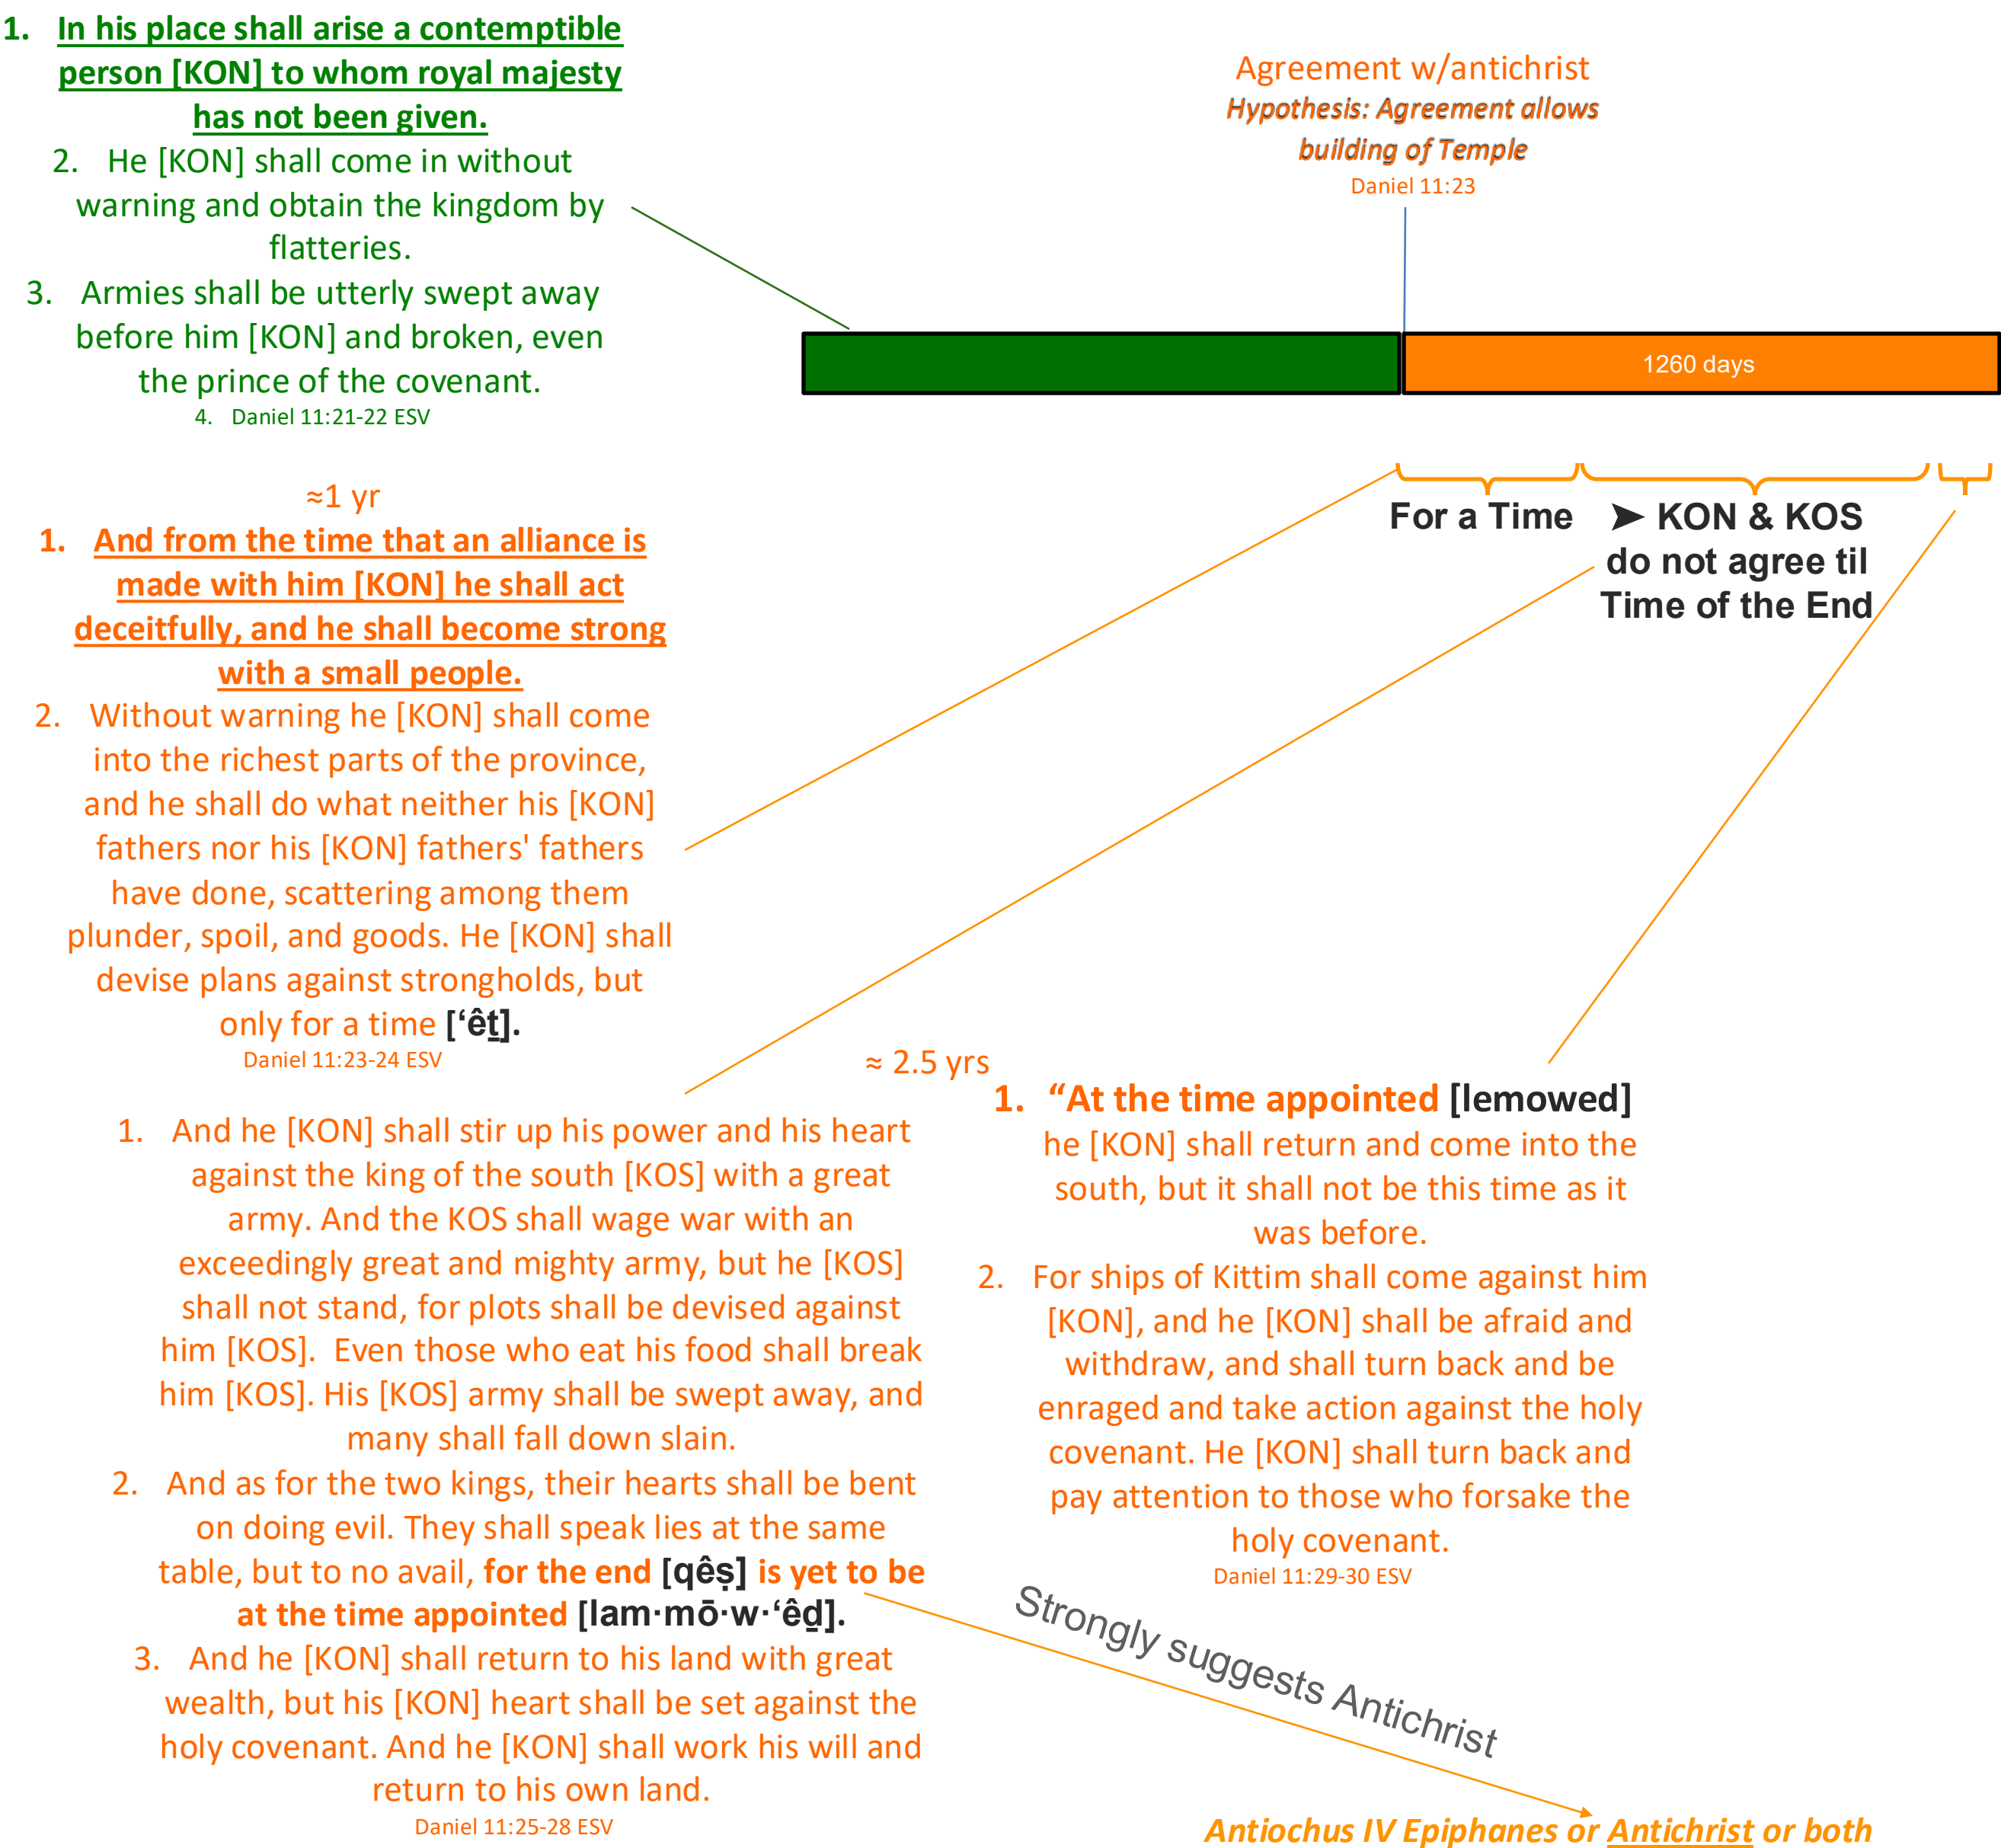 1. In his place shall arise a contemptible
person [KON] to whom royal majesty
has not been given.
2. He [KON] shall come in without
warning and obtain the kingdom by
flatteries.
3. Armies shall be utterly swept away
before him [KON] and broken, even
the prince of the covenant.
4. Daniel 11:21-22 ESV
Agreement w/antichrist
Hypothesis: Agreement allows
building of Temple
Daniel 11:23
1260 days
For a Time
➤ KON & KOS
do not agree til
Time of the End
≈1 yr
1. And from the time that an alliance is
made with him [KON] he shall act
deceitfully, and he shall become strong
with a small people.
2. Without warning he [KON] shall come
into the richest parts of the province,
and he shall do what neither his [KON]
fathers nor his [KON] fathers' fathers
have done, scattering among them
plunder, spoil, and goods. He [KON] shall
devise plans against strongholds, but
only for a time [‘êṯ].
Daniel 11:23-24 ESV
≈ 2.5 yrs
1. And he [KON] shall stir up his power and his heart
against the king of the south [KOS] with a great
army. And the KOS shall wage war with an
exceedingly great and mighty army, but he [KOS]
shall not stand, for plots shall be devised against
him [KOS].  Even those who eat his food shall break
him [KOS]. His [KOS] army shall be swept away, and
many shall fall down slain.
2. And as for the two kings, their hearts shall be bent
on doing evil. They shall speak lies at the same
table, but to no avail, for the end [qêṣ] is yet to be
at the time appointed [lam·mō·w·‘êḏ].
3. And he [KON] shall return to his land with great
wealth, but his [KON] heart shall be set against the
holy covenant. And he [KON] shall work his will and
return to his own land.
Daniel 11:25-28 ESV
1. “At the time appointed [lemowed]
he [KON] shall return and come into the
south, but it shall not be this time as it
was before.
2. For ships of Kittim shall come against him
[KON], and he [KON] shall be afraid and
withdraw, and shall turn back and be
enraged and take action against the holy
covenant. He [KON] shall turn back and
pay attention to those who forsake the
holy covenant.
Daniel 11:29-30 ESV
Strongly suggests Antichrist
Antiochus IV Epiphanes or Antichrist or both